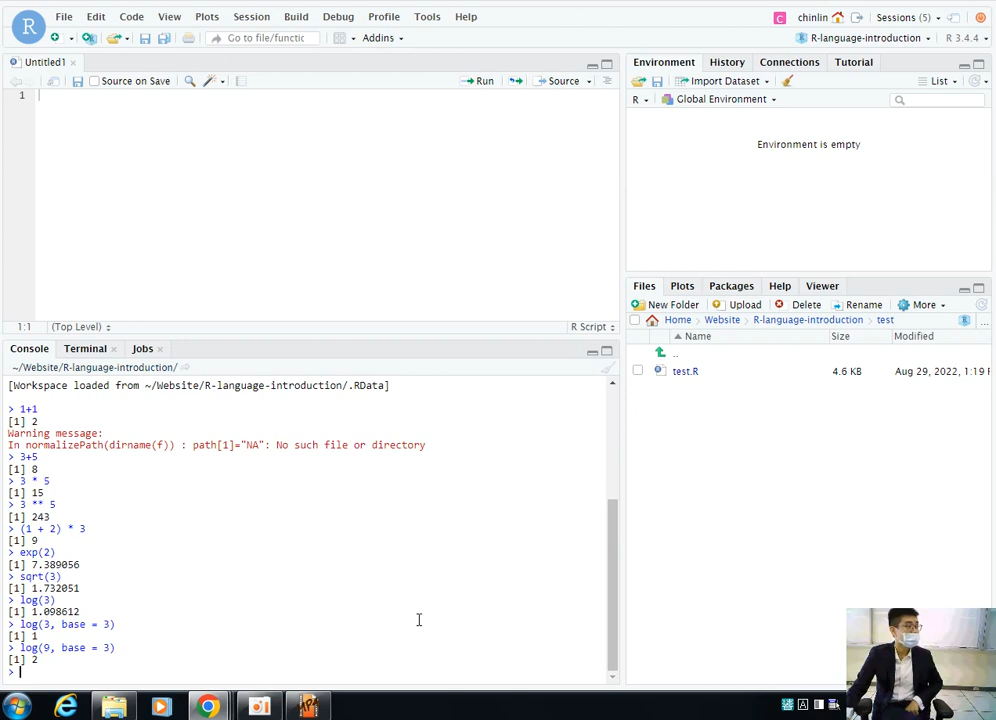 File Edit Code View Plots Session Build Debug Profile Tools Help
C chinlin Sessions (5)
R
Go to file/functic Addins R-language-introduction R 3.4.4
Untitled1
Source on Save Run Source
1
1:1 (Top Level) R Script
Console Terminal Jobs
~/Website/R-language-introduction/
[Workspace loaded from ~/Website/R-language-introduction/.RData]
> 1+1
[1] 2
Warning message:
In normalizePath(dirname(f)) : path[1]="NA": No such file or directory
> 3+5
[1] 8
> 3 * 5
[1] 15
> 3 ** 5
[1] 243
> (1 + 2) * 3
[1] 9
> exp(2)
[1] 7.389056
> sqrt(3)
[1] 1.732051
> log(3)
[1] 1.098612
> log(3, base = 3)
[1] 1
> log(9, base = 3)
[1] 2
>
Environment History Connections Tutorial
Import Dataset List
R Global Environment
Environment is empty
Files Plots Packages Help Viewer
New Folder Upload Delete Rename More
Home Website R-language-introduction test ...
Name Size Modified
..
test.R 4.6 KB Aug 29, 2022, 1:19
A